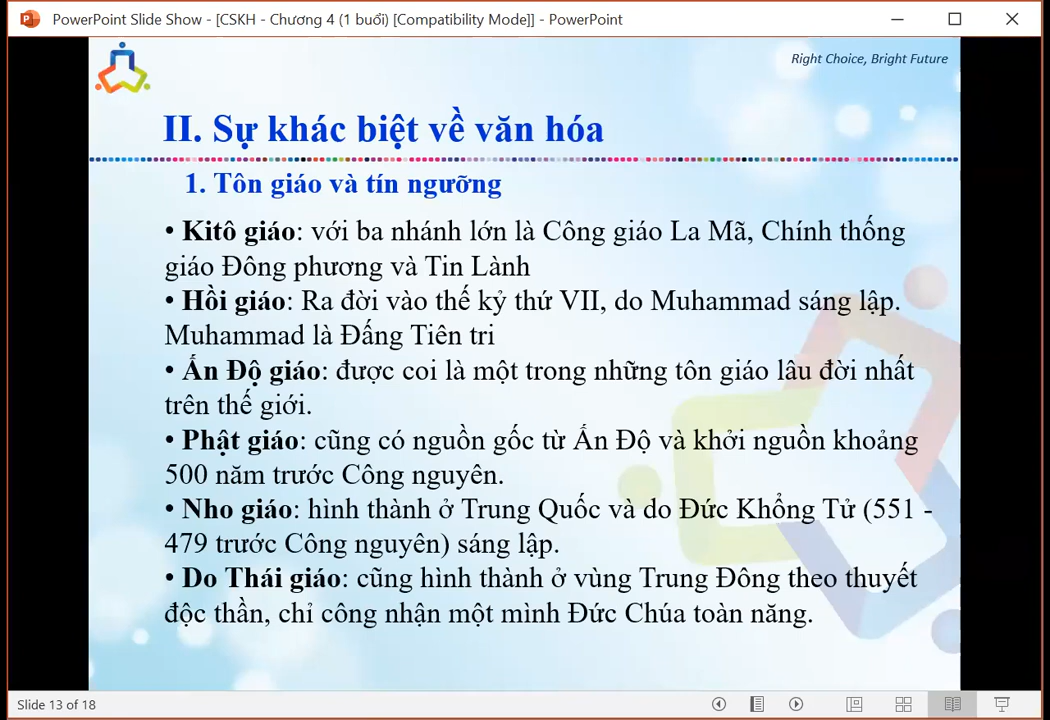 PowerPoint Slide Show - [CSKH - Chương 4 (1 buổi) [Compatibility Mode]] - PowerPoint
Right Choice, Bright Future
II. Sự khác biệt về văn hóa
1. Tôn giáo và tín ngưỡng
• Kitô giáo: với ba nhánh lớn là Công giáo La Mã, Chính thống
giáo Đông phương và Tin Lành
• Hồi giáo: Ra đời vào thế kỷ thứ VII, do Muhammad sáng lập.
Muhammad là Đấng Tiên tri
• Ấn Độ giáo: được coi là một trong những tôn giáo lâu đời nhất
trên thế giới.
• Phật giáo: cũng có nguồn gốc từ Ấn Độ và khởi nguồn khoảng
500 năm trước Công nguyên.
• Nho giáo: hình thành ở Trung Quốc và do Đức Khổng Tử (551 -
479 trước Công nguyên) sáng lập.
• Do Thái giáo: cũng hình thành ở vùng Trung Đông theo thuyết
độc thần, chỉ công nhận một mình Đức Chúa toàn năng.
Slide 13 of 18